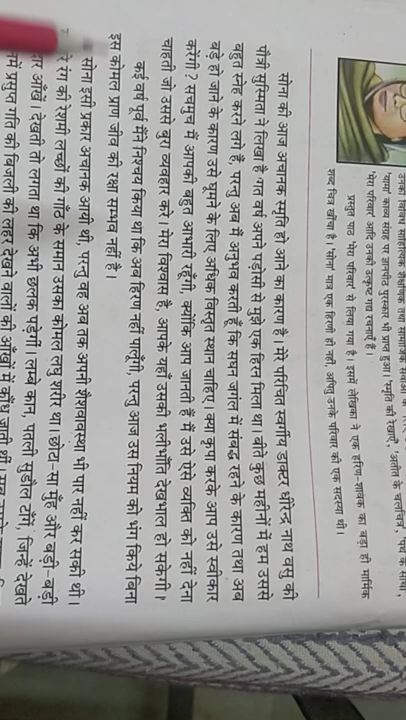 उनकी विविध साहित्यिक शैक्षणिक तथा सामाजिक सेवाओं के
'यामा' काव्य संग्रह पर ज्ञानपीठ पुरस्कार भी प्राप्त हुआ। 'स्मृति की रेखाएँ', 'अतीत के चलचित्र', 'पथ के साथी',
'मेरा परिवार' आदि उनकी उत्कृष्ट गद्य रचनाएँ हैं।
प्रस्तुत पाठ 'मेरा परिवार' से लिया गया है। इसमें लेखिका ने एक हरिण-शावक का बड़ा ही मार्मिक
शब्द चित्र खींचा है। 'सोना' मात्र एक हिरणी ही नहीं, अपितु उनके परिवार की एक सदस्या थी।
सोना की आज अचानक स्मृति हो आने का कारण है। मेरे परिचित स्वर्गीय डाक्टर धीरेन्द्र नाथ वसु की
पौत्री सुस्मिता ने लिखा है, गत वर्ष अपने पड़ोसी से मुझे एक हिरन मिला था। बीते कुछ महीनों में हम उससे
बहुत स्नेह करने लगे हैं, परन्तु अब मैं अनुभव करती हूँ कि सघन जगंल में संबद्ध रहने के कारण तथा अब
बड़े हो जाने के कारण उसे घूमने के लिए अधिक विस्तृत स्थान चाहिए। क्या कृपा करके आप उसे स्वीकार
करेंगी ? सचमुच मैं आपकी बहुत आभारी रहूँगी, क्योंकि आप जानती हैं मैं उसे ऐसे व्यक्ति को नहीं देना
चाहती जो उससे बुरा व्यवहार करे। मेरा विश्वास है, आपके यहाँ उसकी भलीभाँति देखभाल हो सकेगी।
कई वर्ष पूर्व मैंने निश्चय किया था कि अब हिरण नहीं पालूँगी, परन्तु आज उस नियम को भंग किये बिना
इस कोमल प्राण जीव की रक्षा सम्भव नहीं है।
सोना इसी प्रकार अचानक आयी थी, परन्तु वह अब तक अपनी शैशवावस्था भी पार नहीं कर सकी थी।
रंग की रेशमी लच्छों की गाँठ के समान उसका कोमल लघु शरीर था। छोटा-सा मुँह और बड़ी-बड़ी
आँखें। देखती तो लगता था कि अभी छलक पड़ेगी। लम्बे कान, पतली सुडौल टाँगें, जिन्हें देखते
प्रसुप्त गति की बिजली की लहर देखने वालों की आँखों में कौंध जाती थी।